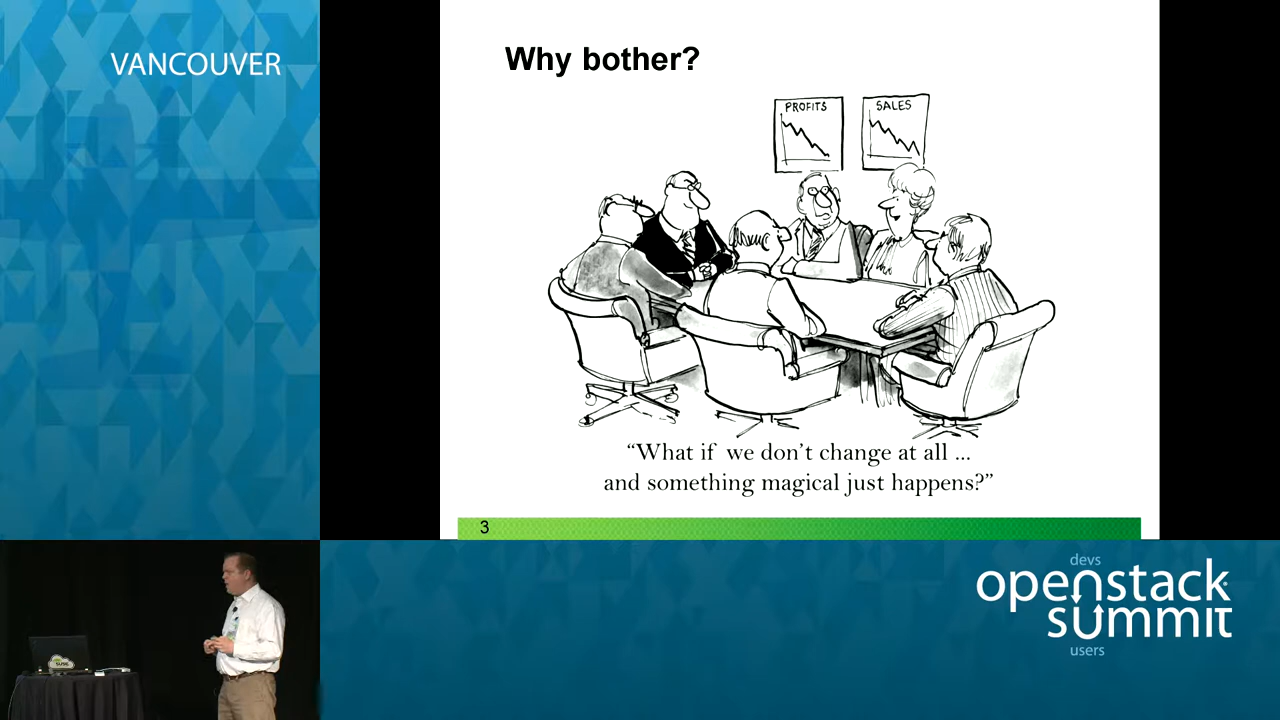 VANCOUVER
Why bother?
PROFITS
SALES
“What if we don’t change at all ...
and something magical just happens?”
3
SUSE
devs
openstack
summit
users